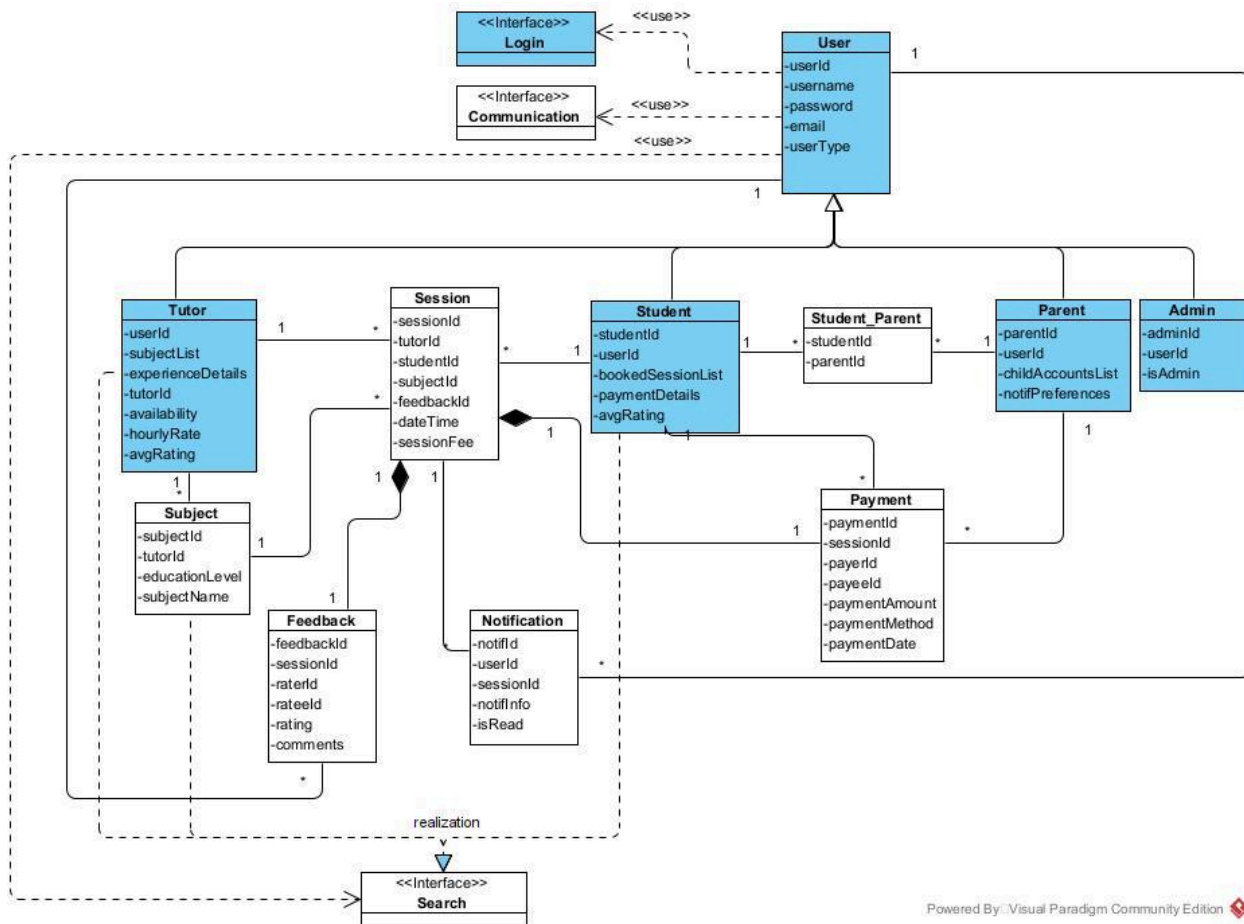 <<Interface>>
Login
<<use>>
<<Interface>>
Communication
<<use>>
<<use>>
User
-userId
-username
-password
-email
-userType
1
1
Tutor
-userId
-subjectList
-experienceDetails
-tutorId
-availability
-hourlyRate
-avgRating
1
*
Session
-sessionId
-tutorId
-studentId
-subjectId
-feedbackId
-dateTime
-sessionFee
*
1
Student
-studentId
-userId
-bookedSessionList
-paymentDetails
-avgRating
1
*
Student_Parent
-studentId
-parentId
*
1
Parent
-parentId
-userId
-childAccountsList
-notifPreferences
Admin
-adminId
-userId
-isAdmin
*
1
1
1
1
1
1
*
*
Subject
-subjectId
-tutorId
-educationLevel
-subjectName
1
Payment
-paymentId
-sessionId
-payerId
-payeeId
-paymentAmount
-paymentMethod
-paymentDate
1
*
1
Feedback
-feedbackId
-sessionId
-raterId
-rateeId
-rating
-comments
*
Notification
-notifId
-userId
-sessionId
-notifInfo
-isRead
*
*
realization
<<Interface>>
Search
Powered By Visual Paradigm Community Edition